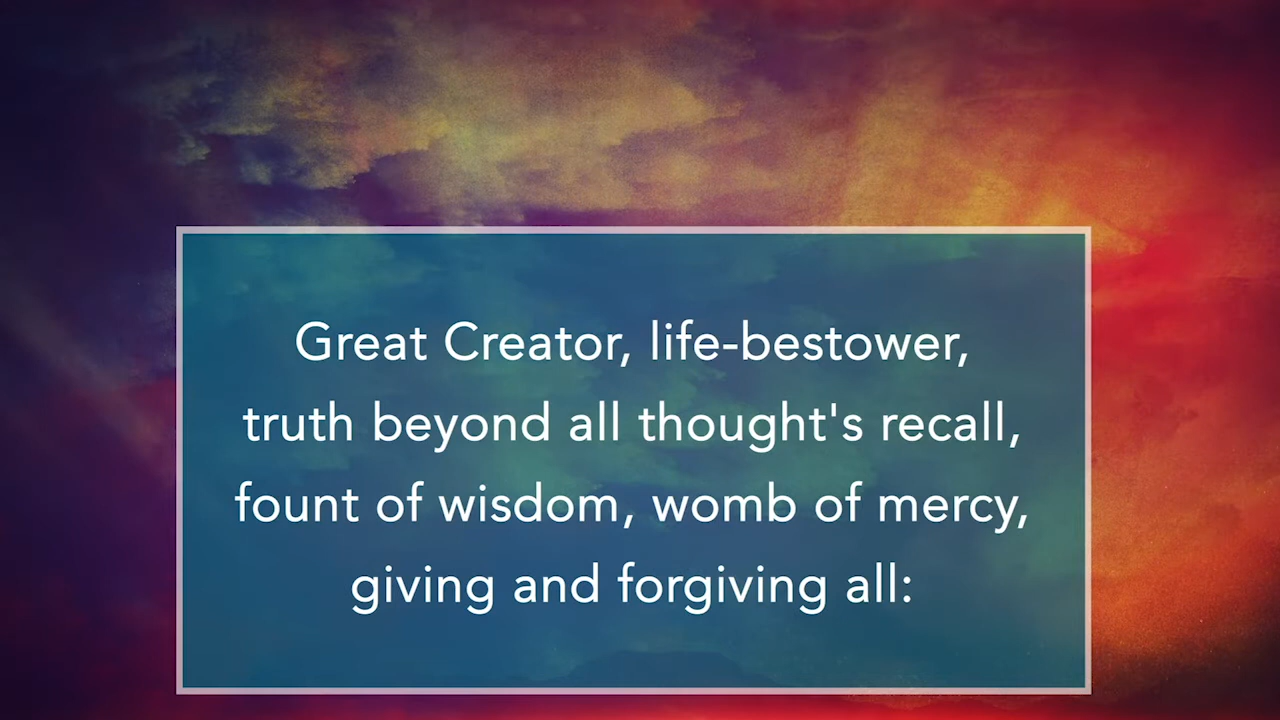 Great Creator, life-bestower,
truth beyond all thought's recall,
fount of wisdom, womb of mercy,
giving and forgiving all: